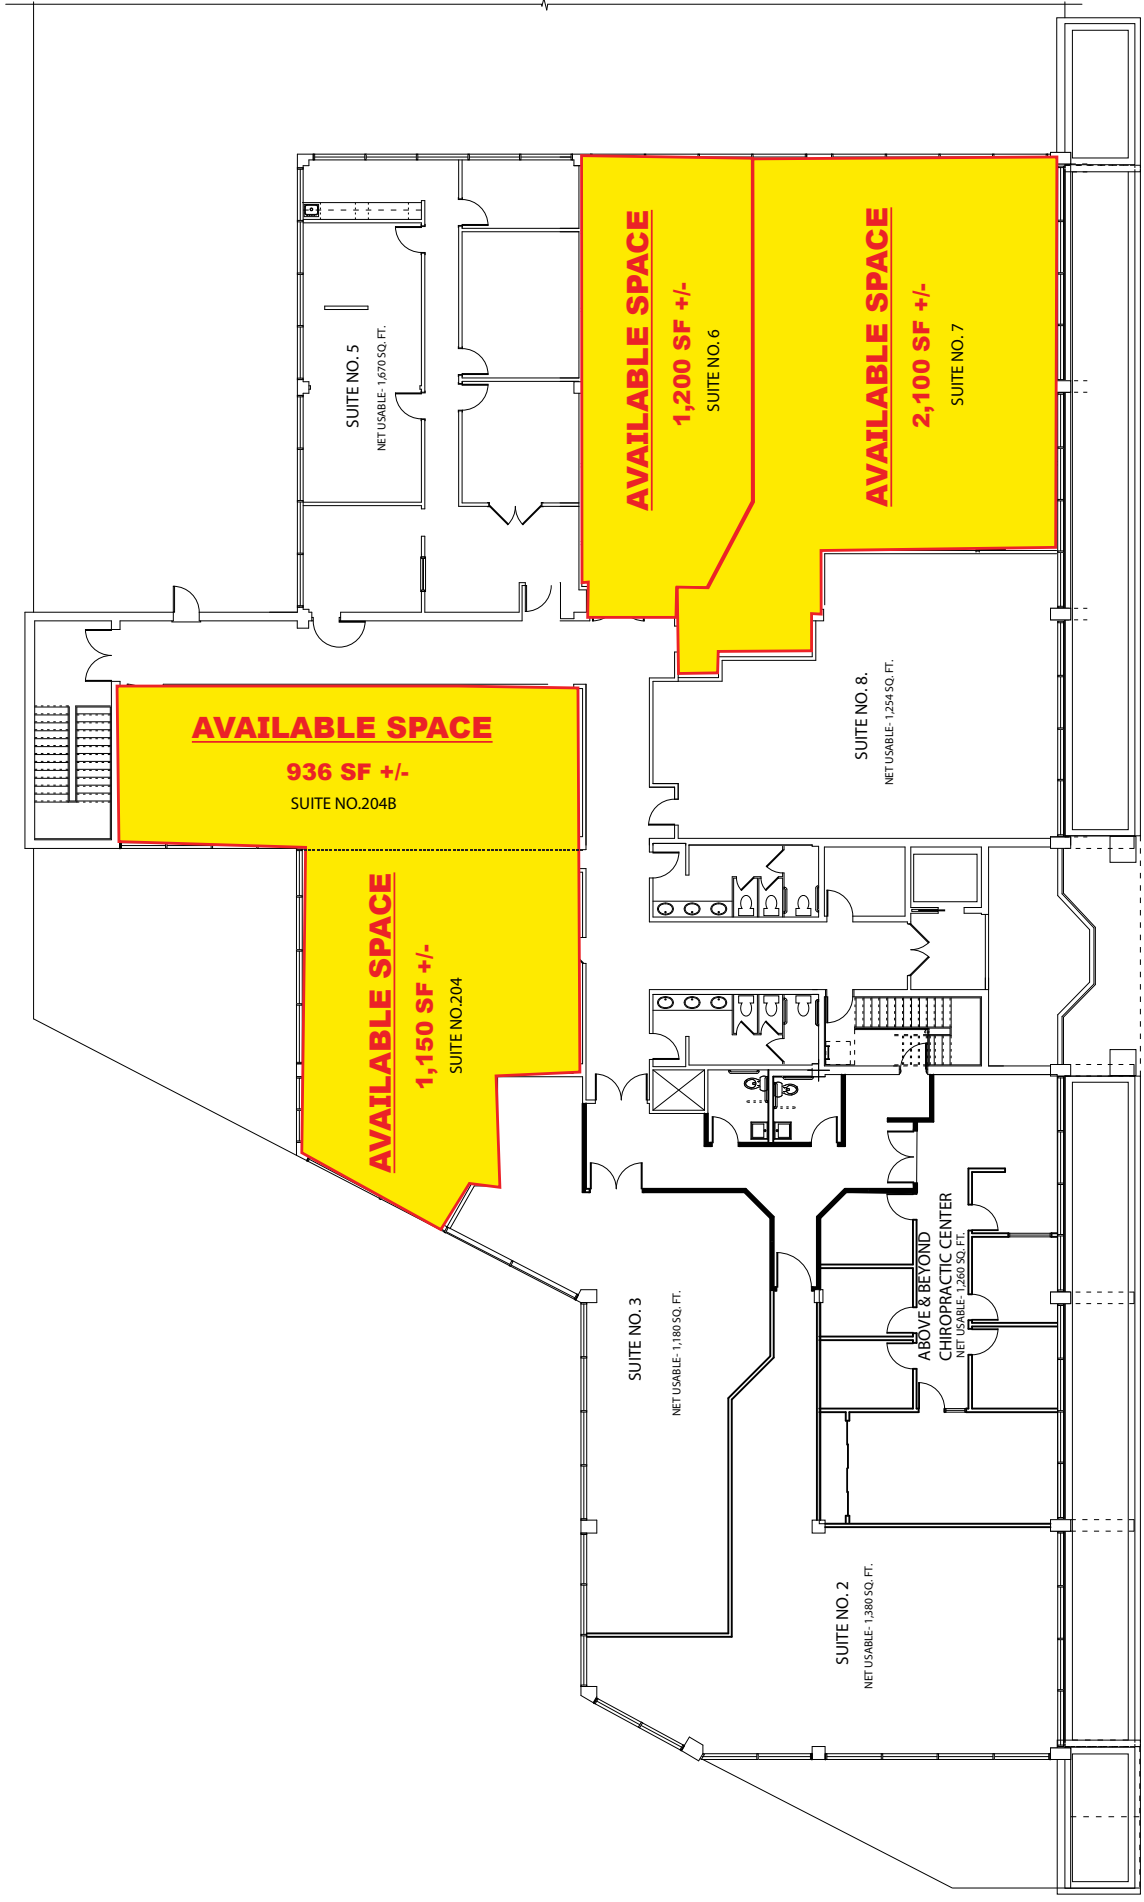 SUITE NO. 5
NET USABLE- 1,670 SQ. FT.
AVAILABLE SPACE
1,200 SF +/-
SUITE NO. 6
AVAILABLE SPACE
2,100 SF +/-
SUITE NO. 7
AVAILABLE SPACE
936 SF +/-
SUITE NO.204B
SUITE NO. 8.
NET USABLE- 1,254 SQ. FT.
AVAILABLE SPACE
1,150 SF +/-
SUITE NO.204
SUITE NO. 3
NET USABLE- 1,180 SQ. FT.
ABOVE & BEYOND
CHIROPRACTIC CENTER
NET USABLE- 1,260 SQ. FT.
SUITE NO. 2
NET USABLE- 1,380 SQ. FT.